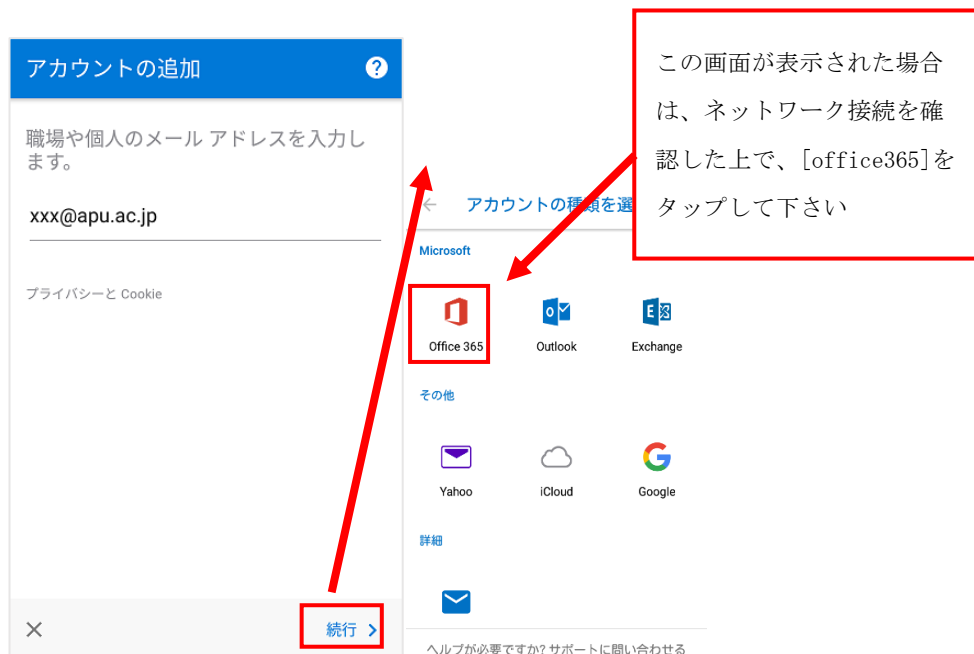 アカウントの追加
?
職場や個人のメール アドレスを入力し
ます。
xxx@apu.ac.jp
プライバシーと Cookie
続行
この画面が表示された場合
は、ネットワーク接続を確
認した上で、[office365]を
タップして下さい
アカウントの種類を選
Microsoft
Office 365
Outlook
Exchange
その他
Yahoo
iCloud
Google
詳細
ヘルプが必要ですか? サポートに問い合わせる